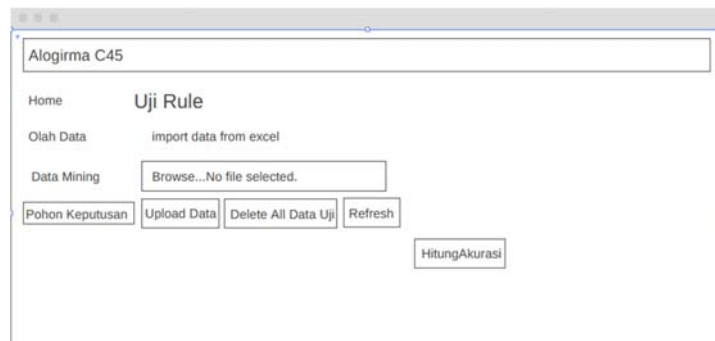 Alogirma C45
Home
Uji Rule
Olah Data
import data from excel
Data Mining
Browse...No file selected.
Pohon Keputusan
Upload Data
Delete All Data Uji
Refresh
HitungAkurasi